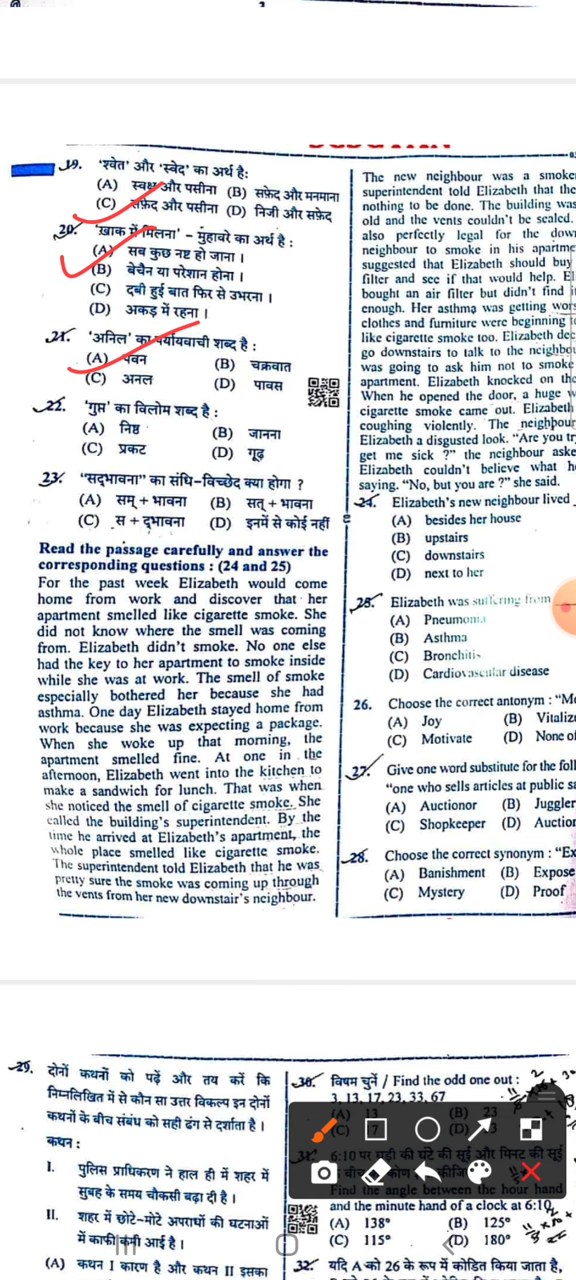 19. 'श्वेत' और 'स्वेद' का अर्थ है:
(A) स्वक्ष और पसीना (B) सफ़ेद और मनमाना
(C) सफ़ेद और पसीना (D) निजी और सफ़ेद
20. 'ख़ाक में मिलना' - मुहावरे का अर्थ है :
(A) सब कुछ नष्ट हो जाना ।
(B) बेचैन या परेशान होना ।
(C) दबी हुई बात फिर से उभरना ।
(D) अकड़ में रहना ।
21. 'अनिल' का पर्यायवाची शब्द है :
(A) पवन (B) चक्रवात
(C) अनल (D) पावस
22. 'गुप्त' का विलोम शब्द है :
(A) निष्ठ (B) जानना
(C) प्रकट (D) गूढ़
23. "सद्भावना" का संधि-विच्छेद क्या होगा ?
(A) सम् + भावना (B) सत् + भावना
(C) स + द्भावना (D) इनमें से कोई नहीं
Read the passage carefully and answer the
corresponding questions : (24 and 25)
For the past week Elizabeth would come
home from work and discover that her
apartment smelled like cigarette smoke. She
did not know where the smell was coming
from. Elizabeth didn't smoke. No one else
had the key to her apartment to smoke inside
while she was at work. The smell of smoke
especially bothered her because she had
asthma. One day Elizabeth stayed home from
work because she was expecting a package.
When she woke up that morning, the
apartment smelled fine. At one in the
afternoon, Elizabeth went into the kitchen to
make a sandwich for lunch. That was when
she noticed the smell of cigarette smoke. She
called the building's superintendent. By the
time he arrived at Elizabeth's apartment, the
whole place smelled like cigarette smoke.
The superintendent told Elizabeth that he was
pretty sure the smoke was coming up through
the vents from her new downstair's neighbour.
The new neighbour was a smoke
superintendent told Elizabeth that the
nothing to be done. The building was
old and the vents couldn't be sealed.
also perfectly legal for the
neighbour to smoke in his
suggested that Elizabeth should buy
filter and see if that would help.
bought an air filter but didn't find
enough. Her asthma was getting
clothes and furniture were beginning
like cigarette smoke too. Elizabeth
go downstairs to talk to the
was going to ask him not to smoke
apartment. Elizabeth knocked on
When he opened the door, a huge
cigarette smoke came out. Elizabeth
coughing violently. The neighbour
Elizabeth a disgusted look. "Are you
get me sick ?" the neighbour
Elizabeth couldn't believe what
saying. "No, but are you ?" she said.
24. Elizabeth's new neighbour lived
(A) besides her house
(B) upstairs
(C) downstairs
(D) next to her
25. Elizabeth was suffering from
(A) Pneumonia
(B) Asthma
(C) Bronchitis
(D) Cardiovascular disease
26. Choose the correct antonym :
(A) Joy (B)
(C) Motivate (D) None
27. Give one word substitute for the
"one who sells articles at public
(A) Auctionor (B) Juggler
(C) Shopkeeper (D)
28. Choose the correct synonym : "Ex
(A) Banishment (B) Expose
(C) Mystery (D) Proof
29. दोनों कथनों को पढ़ें और तय करें कि
निम्नलिखित में से कौन सा उत्तर विकल्प इन दोनों
कथनों के बीच संबंध को सही ढंग से दर्शाता है ।
कथन :
I. पुलिस प्राधिकरण ने हाल ही में शहर में
सुबह के समय चौकसी बढ़ा दी है ।
II. शहर में छोटे-मोटे अपराधों की घटनाओं
में काफी कमी आई है ।
(A) कथन I कारण है और कथन II इसका
30. विषम चुनें / Find the odd one out :
3, 13, 17, 23, 33, 67
(A) 13 (B) 23
31. 6:10 पर घड़ी की घंटे की सुई और मिनट की सुई
Find the angle between the hour hand
and the minute hand of a clock at 6:10.
(A) 138° (B) 125°
(C) 115° (D) 180°
32. यदि A को 26 के रूप में कोडित किया जाता है,